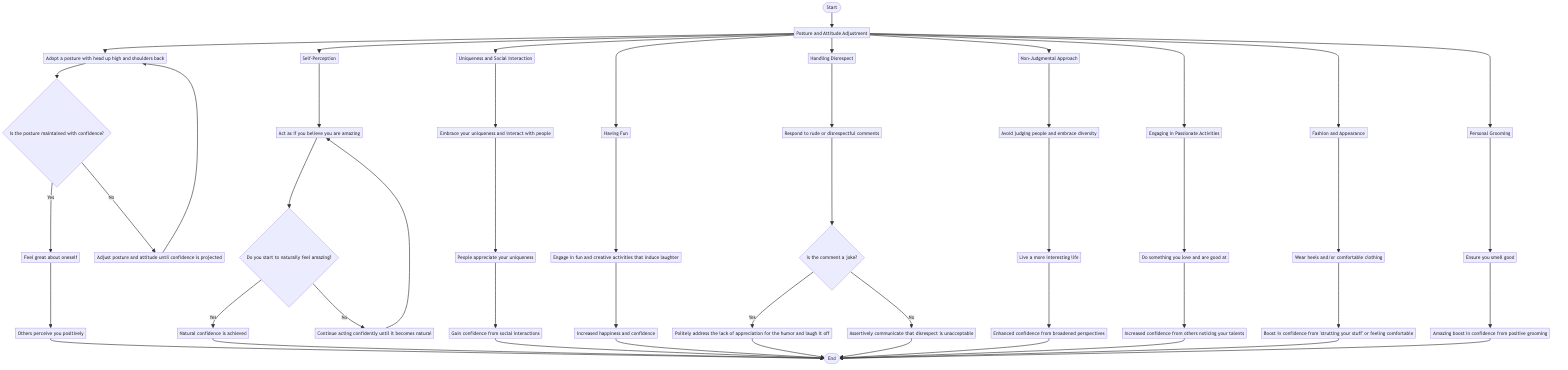 Start
Posture and Attitude Adjustment
Adopt a posture with head up high and shoulders back
Self-Perception
Uniqueness and Social Interaction
Handling Disrespect
Non-Judgmental Approach
Is the posture maintained with confidence?
Act as if you believe you are amazing
Embrace your uniqueness and interact with people
Having Fun
Respond to rude or disrespectful comments
Avoid judging people and embrace diversity
Engaging in Passionate Activities
Fashion and Appearance
Personal Grooming
Yes
No
Feel great about oneself
Adjust posture and attitude until confidence is projected
Do you start to naturally feel amazing?
People appreciate your uniqueness
Engage in fun and creative activities that induce laughter
Is the comment a joke?
Live a more interesting life
Do something you love and are good at
Wear heels and/or comfortable clothing
Ensure you smell good
Yes
No
Yes
No
Others perceive you positively
Natural confidence is achieved
Continue acting confidently until it becomes natural
Gain confidence from social interactions
Increased happiness and confidence
Politely address the lack of appreciation for the humor and laugh it off
Assertively communicate that disrespect is unacceptable
Enhanced confidence from broadened perspectives
Increased confidence from others noticing your talents
Boost in confidence from 'strutting your stuff' or feeling comfortable
Amazing boost in confidence from positive grooming
End